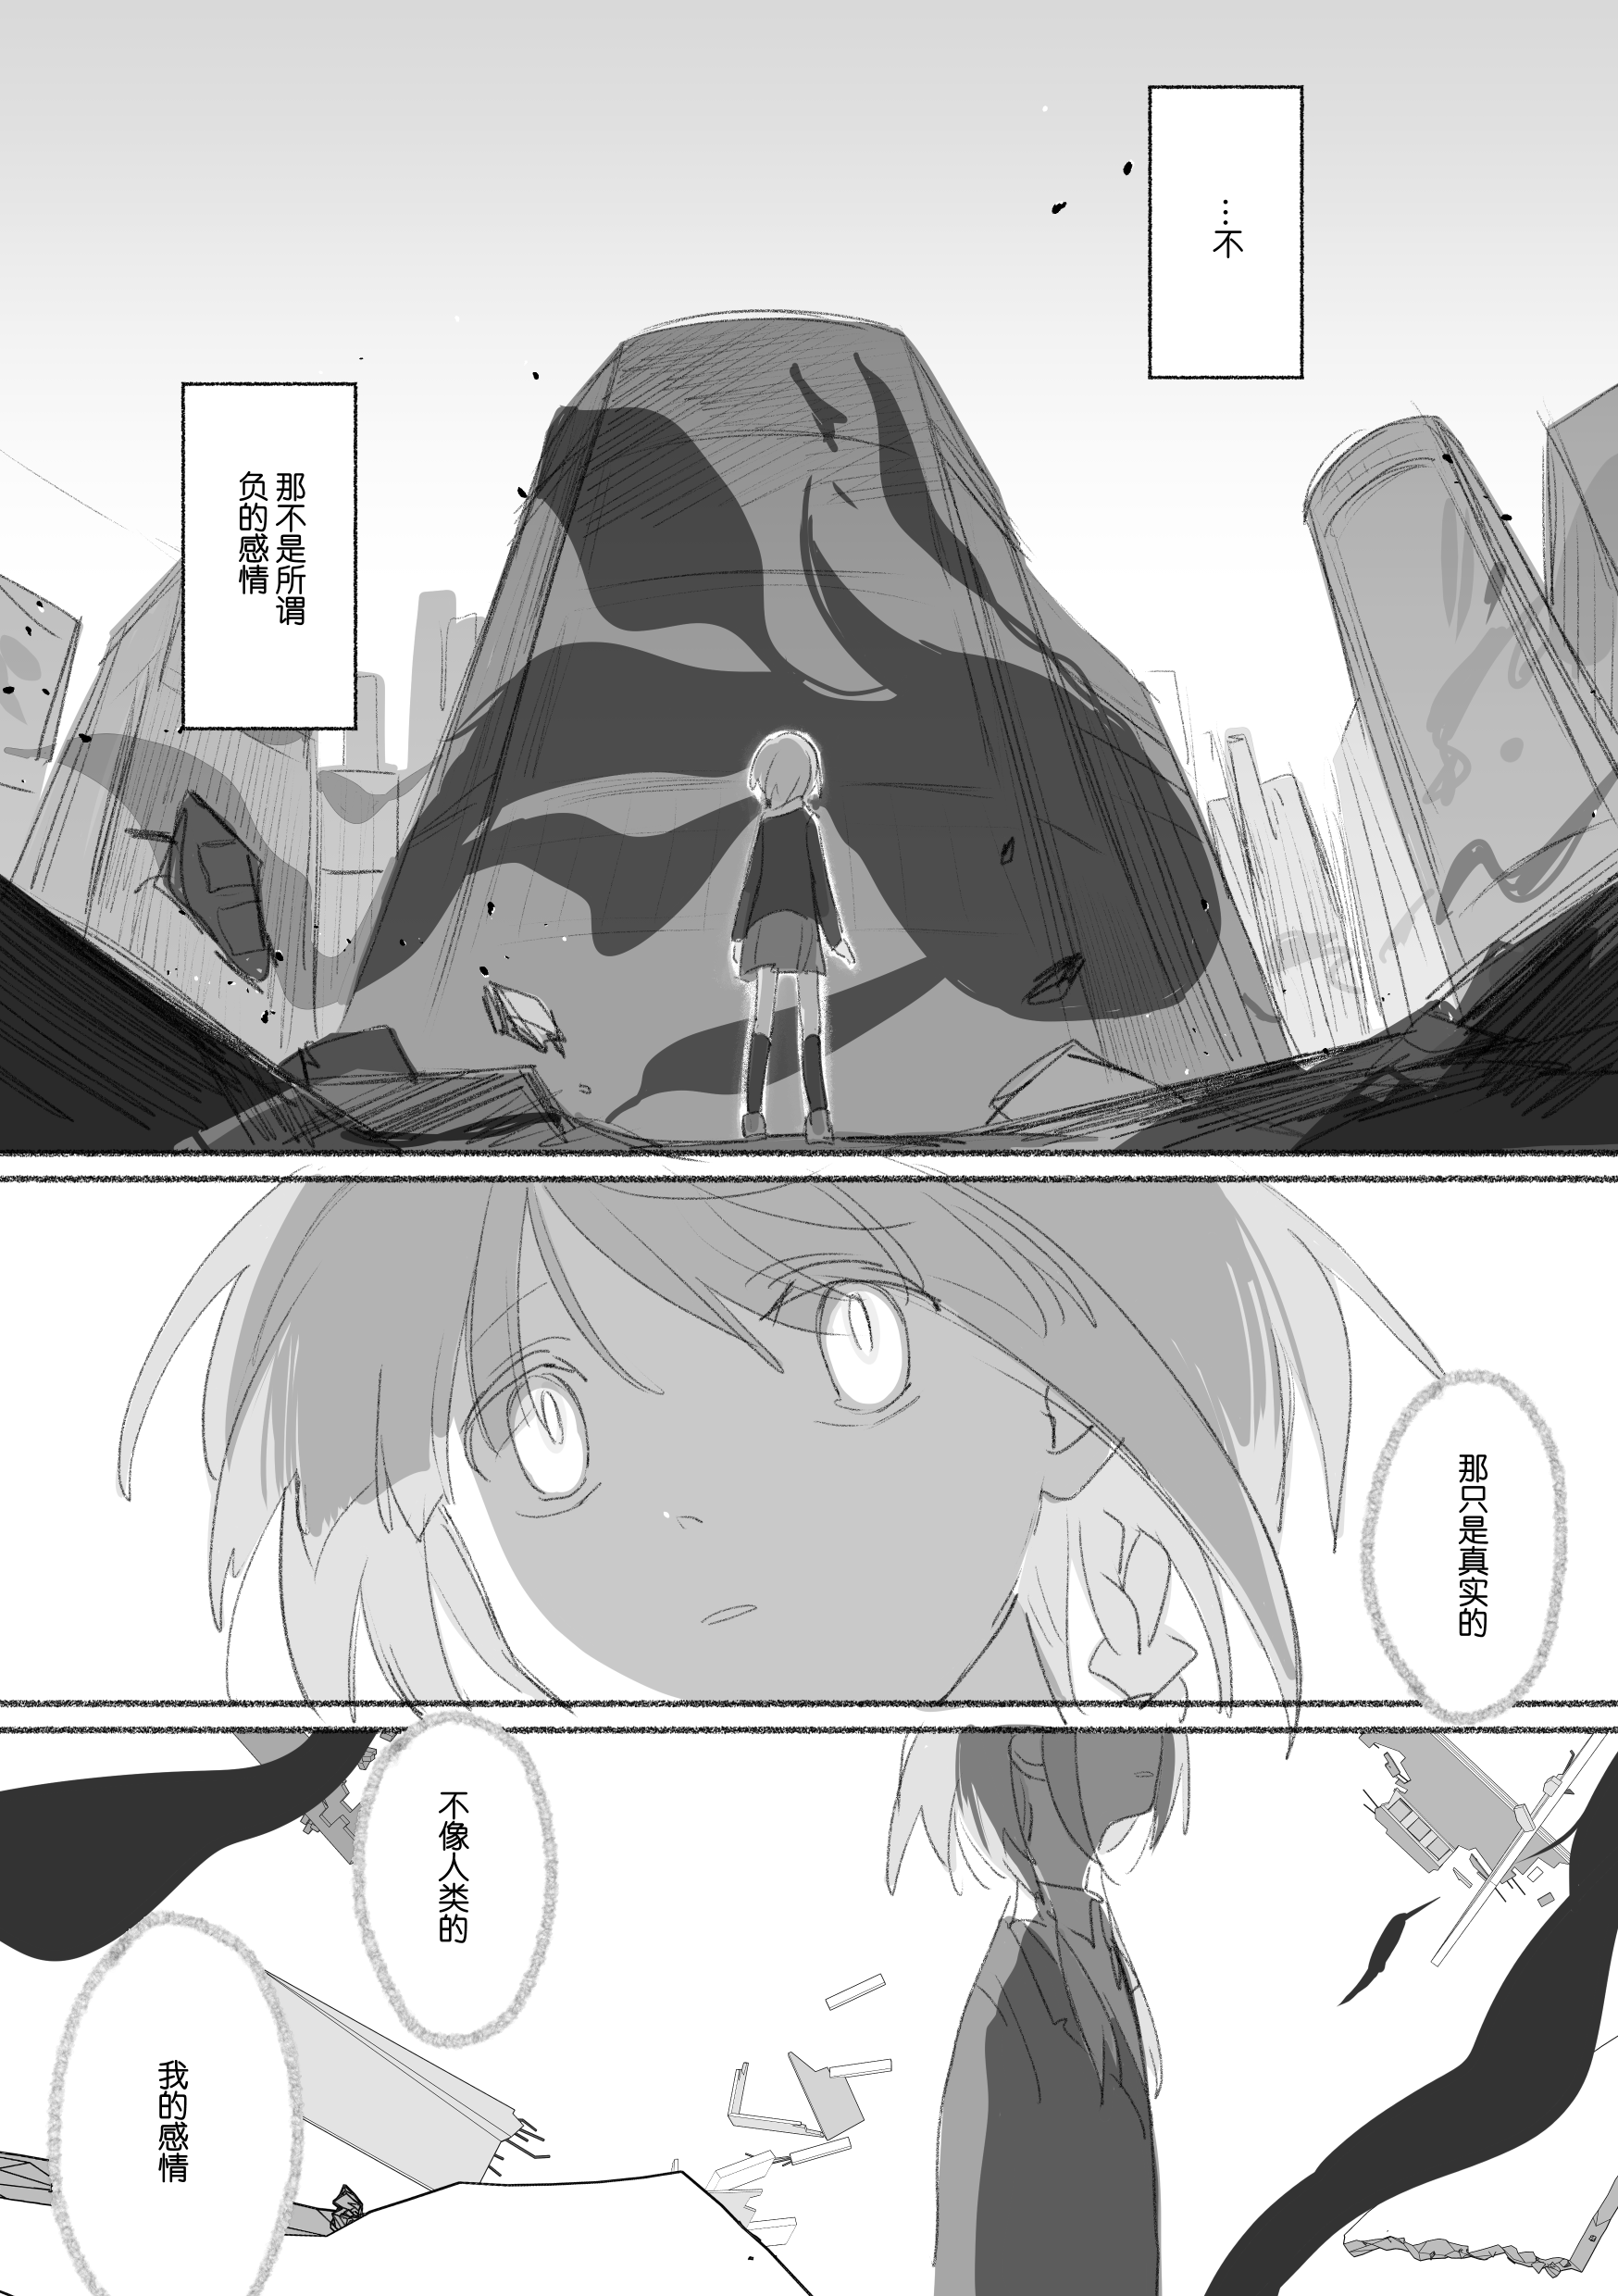 …不
那不是所谓
负的感情
那只是真实的
不像人类的
我的感情